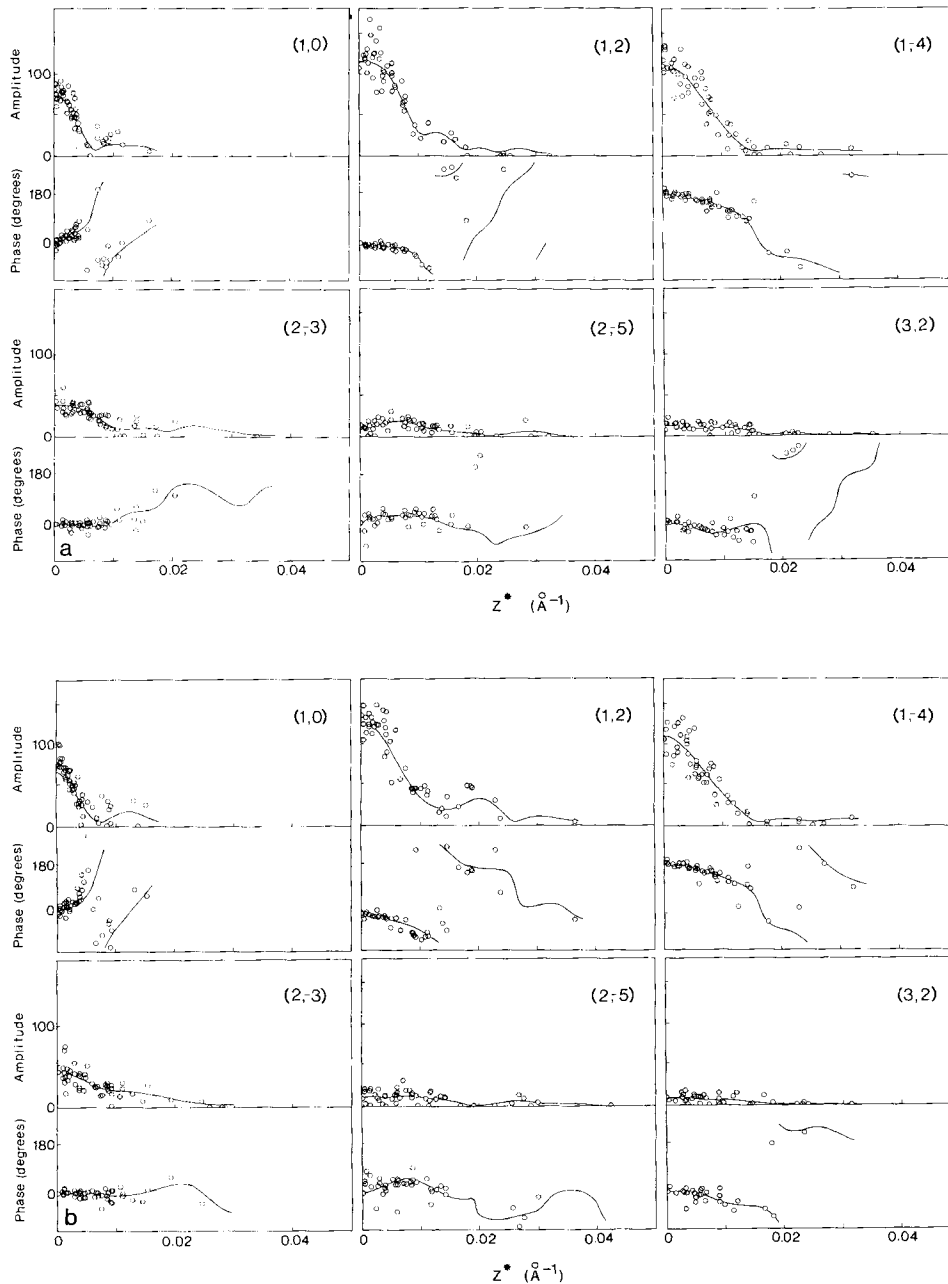 (1,0)
(1,2)
(1,-4)
Amplitude
100
0
Phase (degrees)
180
0
(2,-3)
(2,-5)
(3,2)
Amplitude
100
0
Phase (degrees)
180
0
a
0 0.02 0.04 0 0.02 0.04 0 0.02 0.04
Z* (Å⁻¹)
(1,0)
(1,2)
(1,-4)
Amplitude
100
0
Phase (degrees)
180
0
(2,-3)
(2,-5)
(3,2)
Amplitude
100
0
Phase (degrees)
180
0
b
0 0.02 0.04 0 0.02 0.04 0 0.02 0.04
Z* (Å⁻¹)